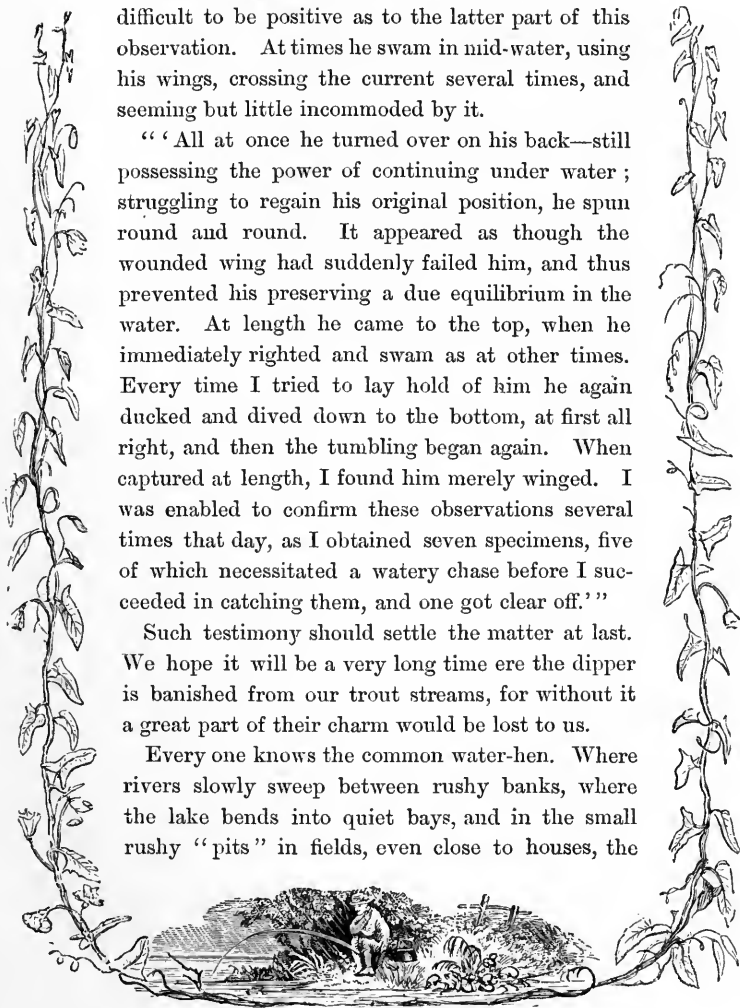 difficult to be positive as to the latter part of this
observation. At times he swam in mid-water, using
his wings, crossing the current several times, and
seeming but little incommoded by it.
“ ‘ All at once he turned over on his back—still
possessing the power of continuing under water ;
struggling to regain his original position, he spun
round and round. It appeared as though the
wounded wing had suddenly failed him, and thus
prevented his preserving a due equilibrium in the
water. At length he came to the top, when he
immediately righted and swam as at other times.
Every time I tried to lay hold of him he again
ducked and dived down to the bottom, at first all
right, and then the tumbling began again. When
captured at length, I found him merely winged. I
was enabled to confirm these observations several
times that day, as I obtained seven specimens, five
of which necessitated a watery chase before I suc-
ceeded in catching them, and one got clear off.’ ”
Such testimony should settle the matter at last.
We hope it will be a very long time ere the dipper
is banished from our trout streams, for without it
a great part of their charm would be lost to us.
Every one knows the common water-hen. Where
rivers slowly sweep between rushy banks, where
the lake bends into quiet bays, and in the small
rushy “pits” in fields, even close to houses, the